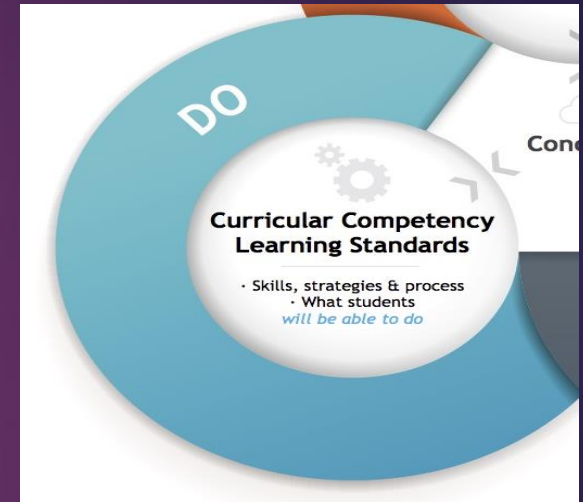 DO
Curricular Competency
Learning Standards
· Skills, strategies & process
· What students
will be able to do